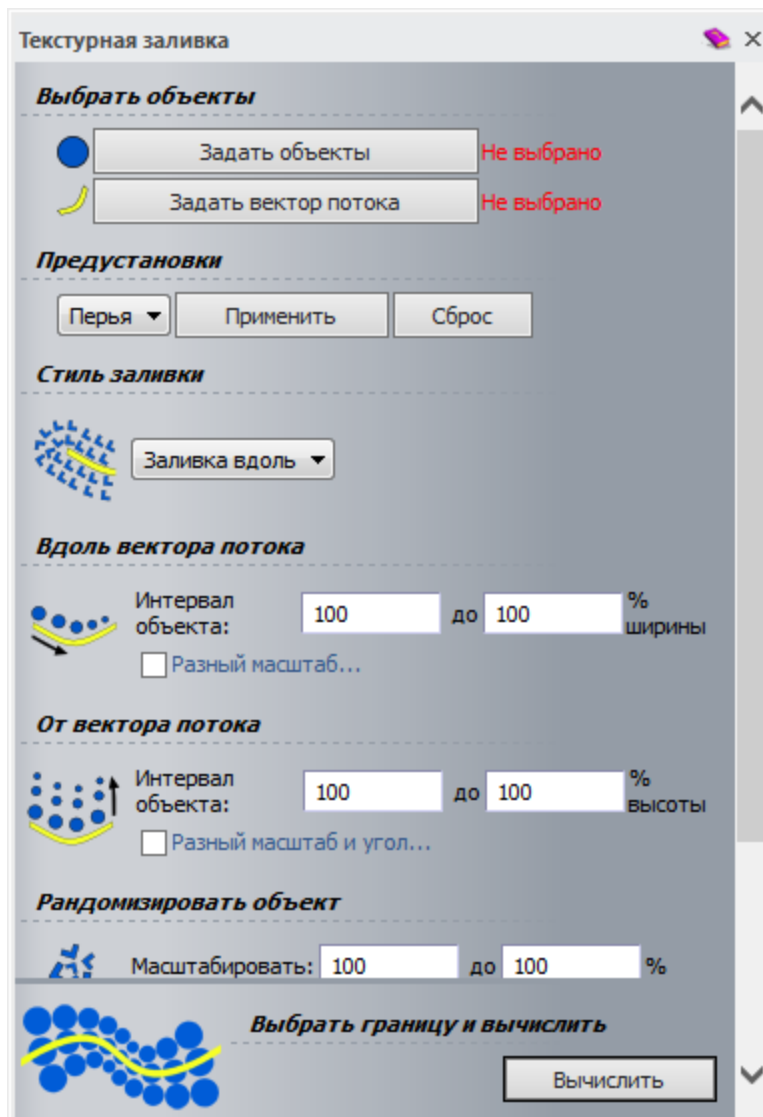 Текстурная заливка
Выбрать объекты
Задать объекты Не выбрано
Задать вектор потока Не выбрано
Предустановки
Перья Применить Сброс
Стиль заливки
Заливка вдоль
Вдоль вектора потока
Интервал объекта: 100 до 100 % ширины
Разный масштаб...
От вектора потока
Интервал объекта: 100 до 100 % высоты
Разный масштаб и угол...
Рандомизировать объект
Масштабировать: 100 до 100 %
Выбрать границу и вычислить
Вычислить